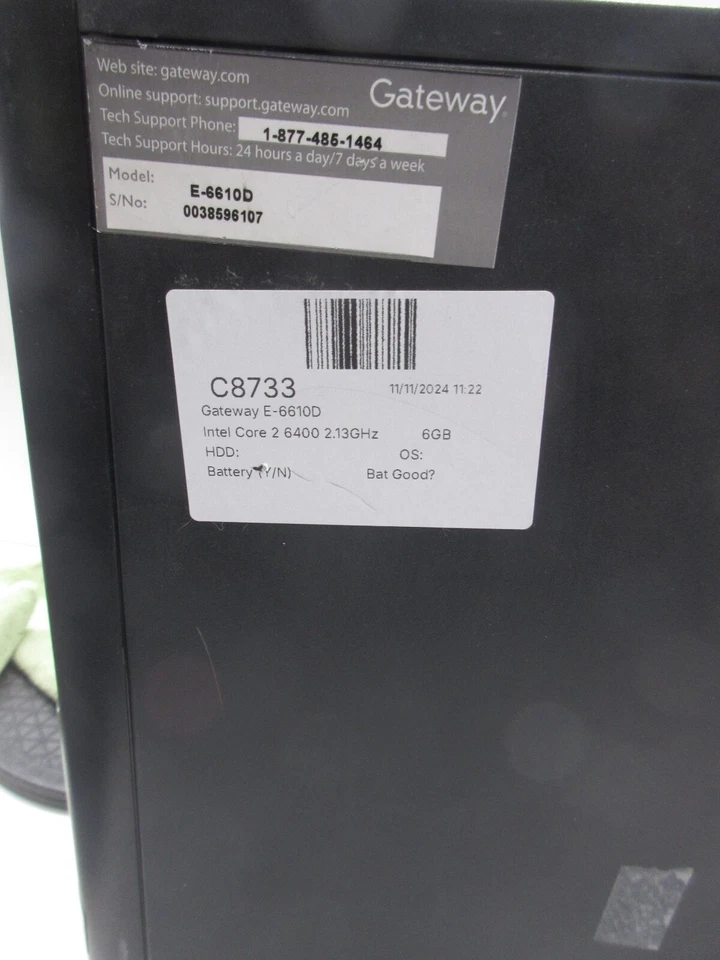 Web site: gateway.com
Gateway
Online support: support.gateway.com
Tech Support Phone: 1-877-485-1464
Tech Support Hours: 24 hours a day/7 days a week
Model: E-6610D
S/No: 0038596107
C8733 11/11/2024 11:22
Gateway E-6610D
Intel Core 2 6400 2.13GHz 6GB
HDD: OS:
Battery (Y/N) Bat Good?